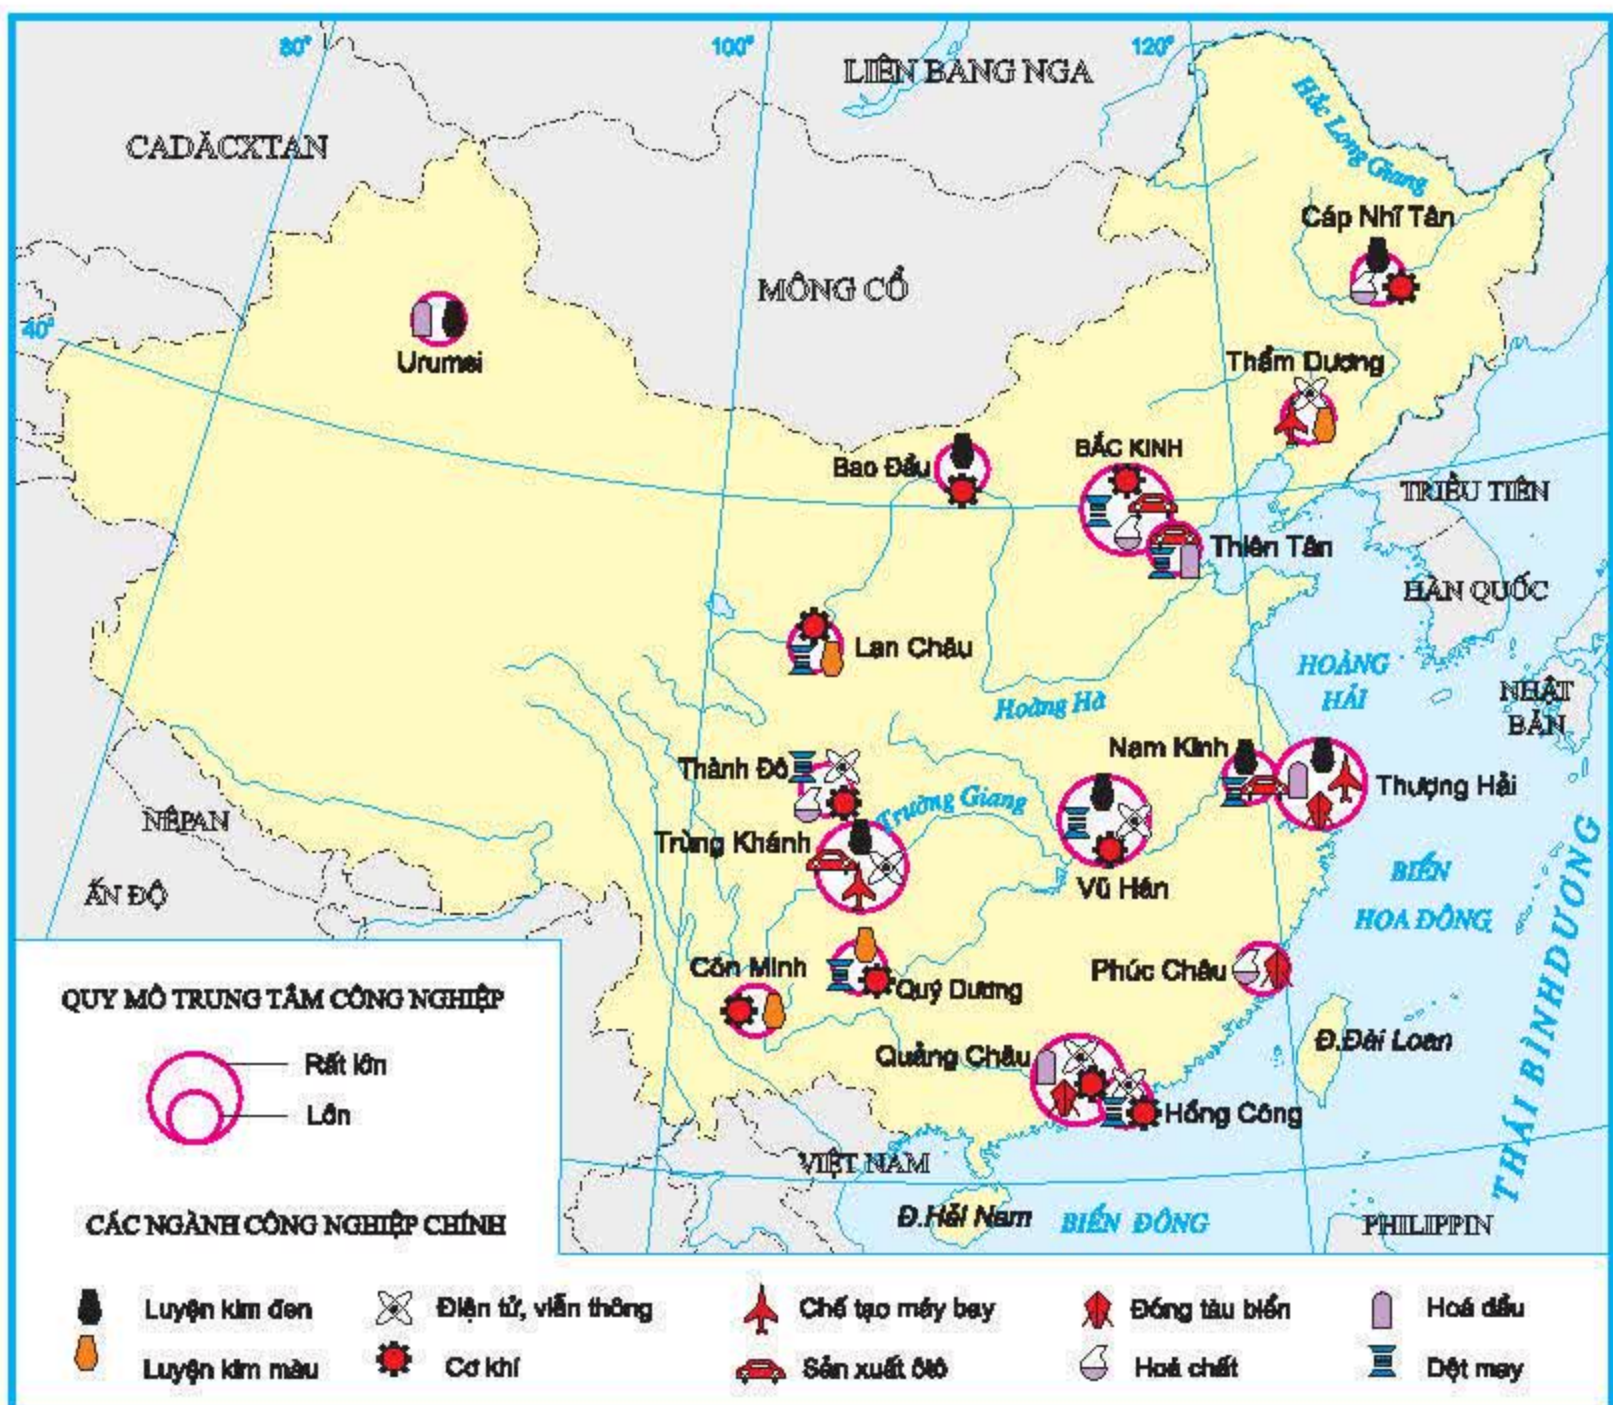 80°
100°
120°
LIÊN BANG NGA
Hắc Long Giang
CADĂCXTAN
Cáp Nhĩ Tân
MÔNG CỔ
40°
Urumsi
Thẩm Dương
Bao Đầu
BẮC KINH
TRIỀU TIÊN
Thiên Tân
HÀN QUỐC
Lan Châu
HOÀNG
HẢI
NHẬT
BẢN
Hoàng Hà
Nam Kinh
Thành Đô
Thượng Hải
Trường Giang
NÊPAN
Trùng Khánh
Vũ Hán
ẤN ĐỘ
BIỂN
HOA ĐÔNG
THÁI BÌNH DƯƠNG
Côn Minh
Quý Dương
Phúc Châu
Quảng Châu
Đ.Đài Loan
Hồng Công
VIỆT NAM
Đ.Hải Nam
BIỂN ĐÔNG
PHILIPPIN
QUY MÔ TRUNG TÂM CÔNG NGHIỆP
Rất lớn
Lớn
CÁC NGÀNH CÔNG NGHIỆP CHÍNH
Luyện kim đen
Điện tử, viễn thông
Chế tạo máy bay
Đóng tàu biển
Hoá dầu
Luyện kim màu
Cơ khí
Sản xuất ôtô
Hoá chất
Dệt may